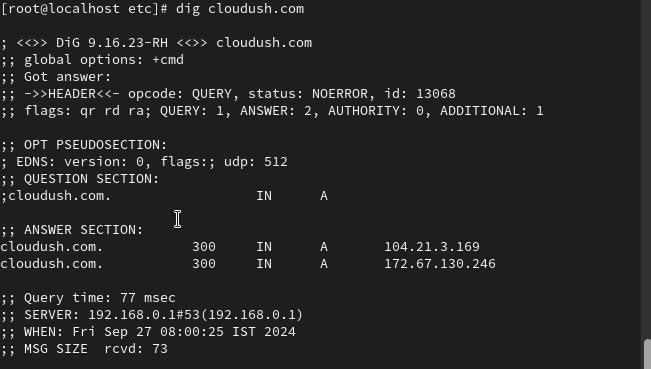 [root@localhost etc]# dig cloudush.com
; <<>> DiG 9.16.23-RH <<>> cloudush.com
;; global options: +cmd
;; Got answer:
;; ->>HEADER<<- opcode: QUERY, status: NOERROR, id: 13068
;; flags: qr rd ra; QUERY: 1, ANSWER: 2, AUTHORITY: 0, ADDITIONAL: 1
;; OPT PSEUDOSECTION:
; EDNS: version: 0, flags:; udp: 512
;; QUESTION SECTION:
;cloudush.com. IN A
;; ANSWER SECTION:
cloudush.com. 300 IN A 104.21.3.169
cloudush.com. 300 IN A 172.67.130.246
;; Query time: 77 msec
;; SERVER: 192.168.0.1#53(192.168.0.1)
;; WHEN: Fri Sep 27 08:00:25 IST 2024
;; MSG SIZE rcvd: 73